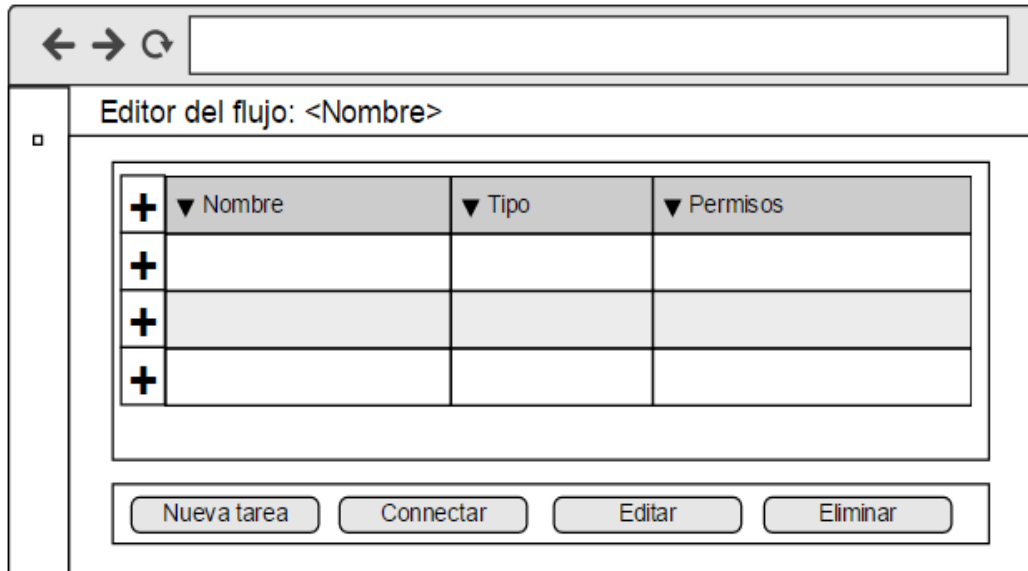 Editor del flujo: <Nombre>
▼ Nombre ▼ Tipo ▼ Permisos
Nueva tarea Connectar Editar Eliminar